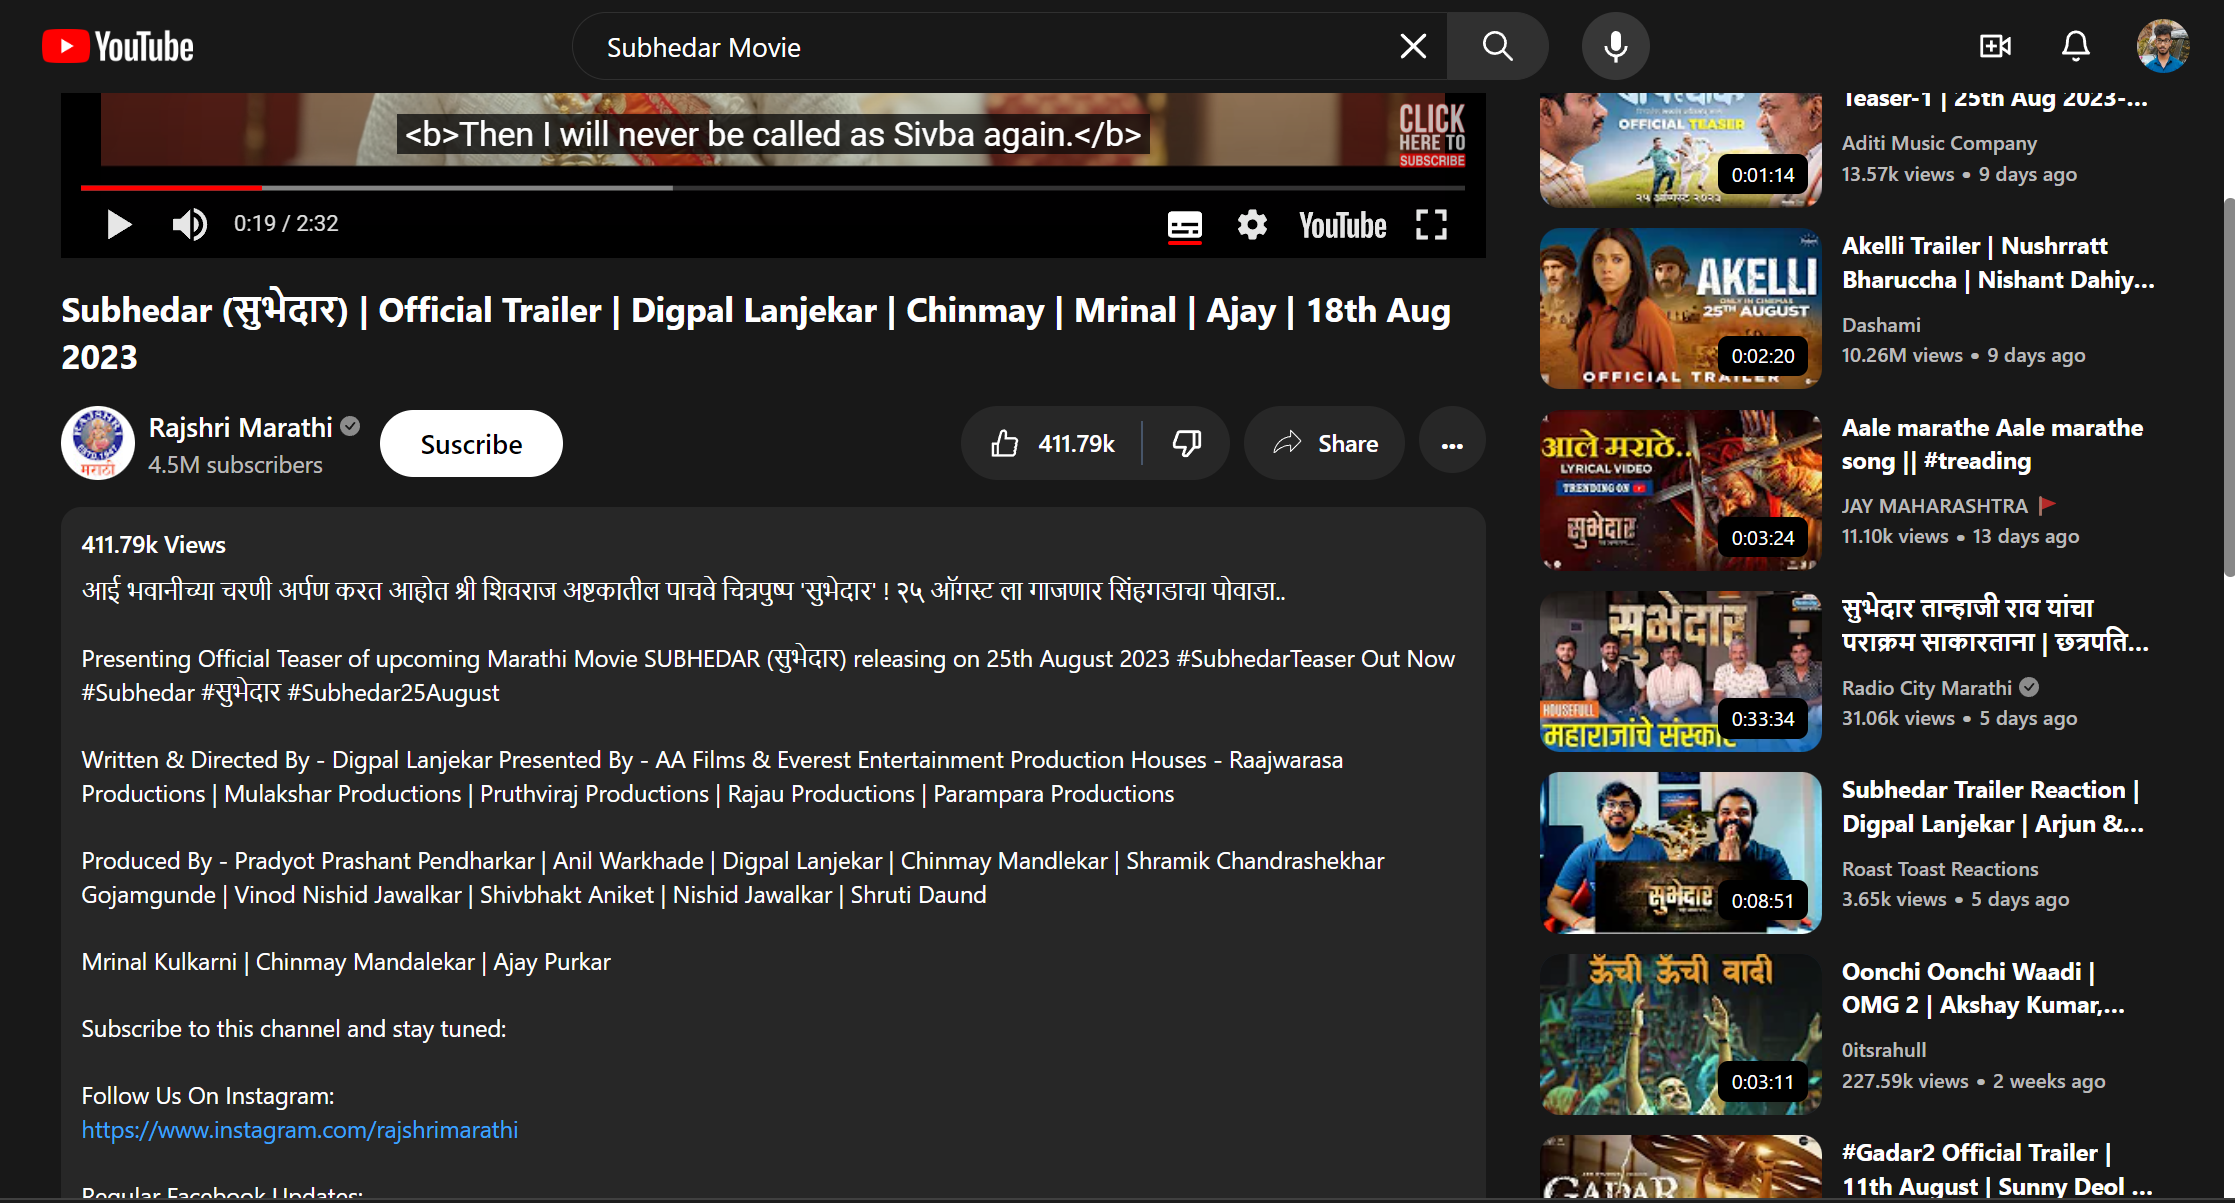 YouTube
Subhedar Movie
<b>Then I will never be called as Sivba again.</b>
CLICK
HERE TO
SUBSCRIBE
0:19 / 2:32
YouTube
Subhedar (सुभेदार) | Official Trailer | Digpal Lanjekar | Chinmay | Mrinal | Ajay | 18th Aug
2023
Rajshri Marathi
4.5M subscribers
Suscribe
411.79k
Share
...
411.79k Views
आई भवानीच्या चरणी अर्पण करत आहोत श्री शिवराज अष्टकातील पाचवे चित्रपुष्प 'सुभेदार' ! २५ ऑगस्ट ला गाजणार सिंहगडाचा पोवाडा..
Presenting Official Teaser of upcoming Marathi Movie SUBHEDAR (सुभेदार) releasing on 25th August 2023 #SubhedarTeaser Out Now
#Subhedar #सुभेदार #Subhedar25August
Written & Directed By - Digpal Lanjekar Presented By - AA Films & Everest Entertainment Production Houses - Raajwarasa
Productions | Mulakshar Productions | Pruthviraj Productions | Rajau Productions | Parampara Productions
Produced By - Pradyot Prashant Pendharkar | Anil Warkhade | Digpal Lanjekar | Chinmay Mandlekar | Shramik Chandrashekhar
Gojamgunde | Vinod Nishid Jawalkar | Shivbhakt Aniket | Nishid Jawalkar | Shruti Daund
Mrinal Kulkarni | Chinmay Mandalekar | Ajay Purkar
Subscribe to this channel and stay tuned:
Follow Us On Instagram:
https://www.instagram.com/rajshrimarathi
Regular Facebook Updates:
OFFICIAL TEASER
२५ ऑगस्ट २०२३
0:01:14
Teaser-1 | 25th Aug 2023-...
Aditi Music Company
13.57k views • 9 days ago
AKELLI
ONLY IN CINEMAS
25TH AUGUST
0:02:20
OFFICIAL TRAILER
Akelli Trailer | Nushrratt
Bharuccha | Nishant Dahiy...
Dashami
10.26M views • 9 days ago
आले मराठे..
LYRICAL VIDEO
TRENDING ON
सुभेदार
0:03:24
Aale marathe Aale marathe
song || #treading
JAY MAHARASHTRA
11.10k views • 13 days ago
सुभेदार
HOUSEFULL
महाराजांचे संस्कार
0:33:34
सुभेदार तान्हाजी राव यांचा
पराक्रम साकारताना | छत्रपति...
Radio City Marathi
31.06k views • 5 days ago
सुभेदार
0:08:51
Subhedar Trailer Reaction |
Digpal Lanjekar | Arjun &...
Roast Toast Reactions
3.65k views • 5 days ago
ऊँची ऊँची वादी
0:03:11
Oonchi Oonchi Waadi |
OMG 2 | Akshay Kumar,...
0itsrahull
227.59k views • 2 weeks ago
GADAR
#Gadar2 Official Trailer |
11th August | Sunny Deol ...